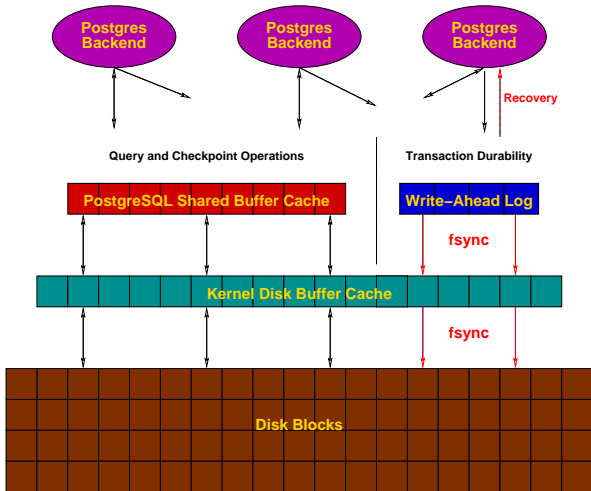 Postgres
Backend
Postgres
Backend
Postgres
Backend
Recovery
Query and Checkpoint Operations
Transaction Durability
PostgreSQL Shared Buffer Cache
Write−Ahead Log
fsync
Kernel Disk Buffer Cache
fsync
Disk Blocks